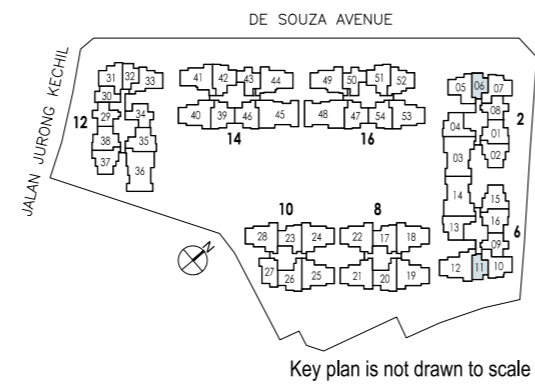 DE SOUZA AVENUE
JALAN JURONG KECHIL
31 32 33 41 42 43 44 49 50 51 52 05 06 07
30 08
12 29 34 40 39 46 45 48 47 54 53 04 01 2
38 35 14 16 03 02
37 36
14 15
10 8 13 16 6
28 23 24 22 17 18 09
N 27 26 25 21 20 19 12 11 10
Key plan is not drawn to scale